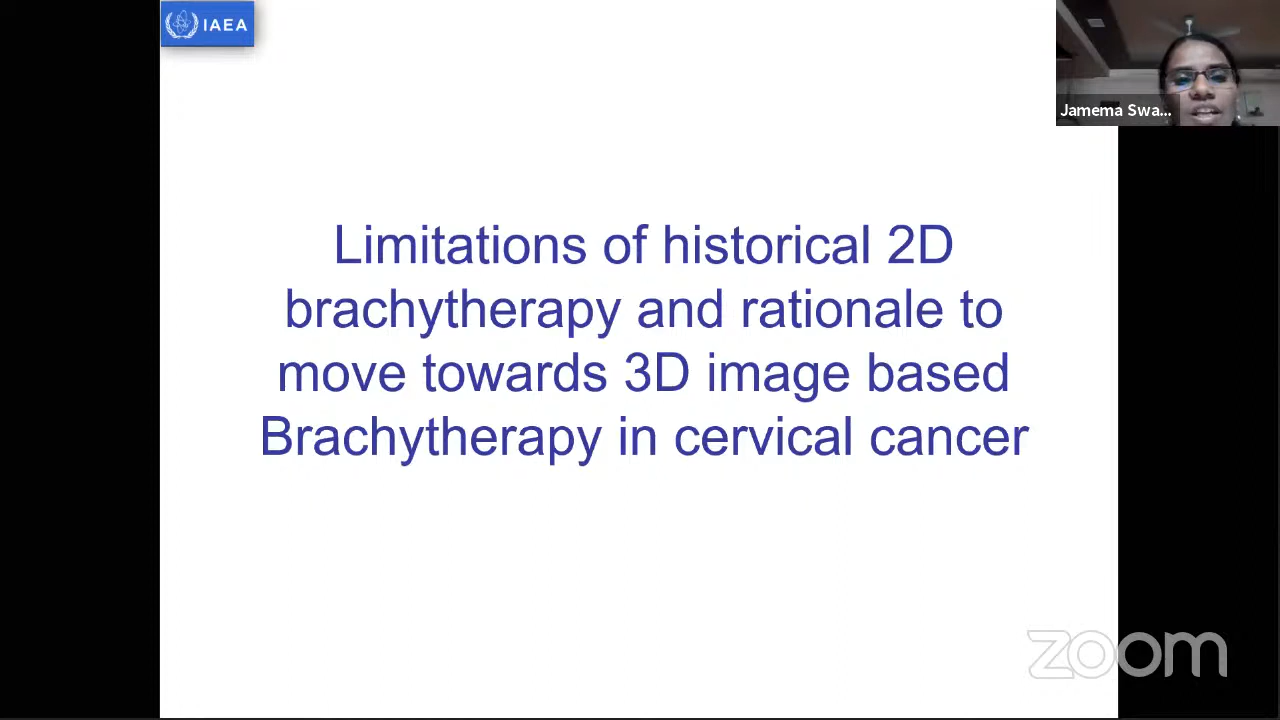 IAEA
Jamema Swa...
Limitations of historical 2D
brachytherapy and rationale to
move towards 3D image based
Brachytherapy in cervical cancer
zoom